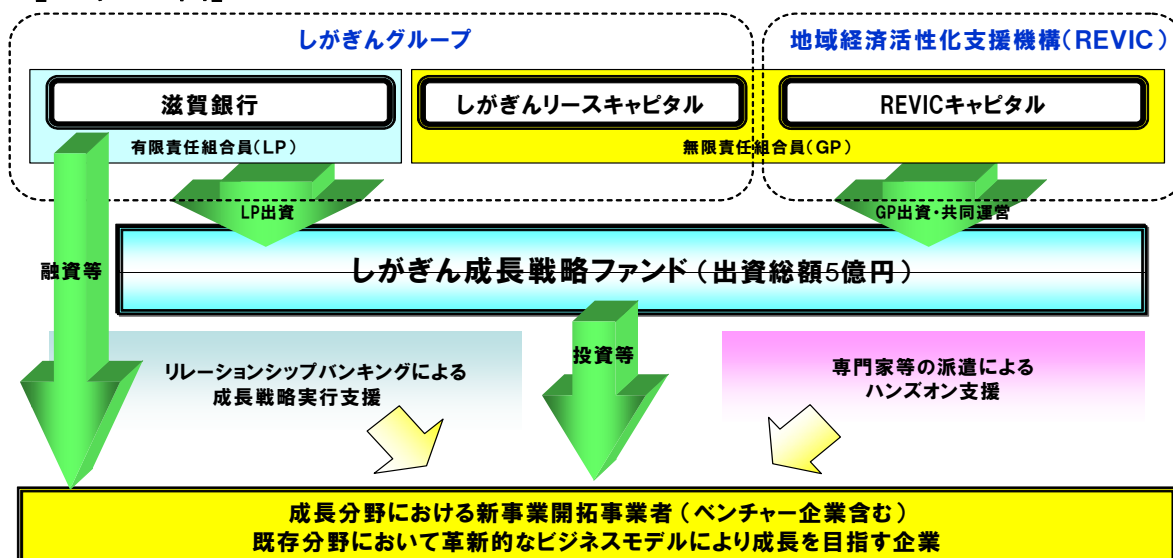 しがぎんグループ
地域経済活性化支援機構(REVIC)
滋賀銀行
しがぎんリースキャピタル
REVICキャピタル
有限責任組合員(LP)
無限責任組合員(GP)
LP出資
GP出資・共同運営
融資等
しがぎん成長戦略ファンド(出資総額5億円)
投資等
リレーションシップバンキングによる
成長戦略実行支援
専門家等の派遣による
ハンズオン支援
成長分野における新事業開拓事業者(ベンチャー企業含む)
既存分野において革新的なビジネスモデルにより成長を目指す企業